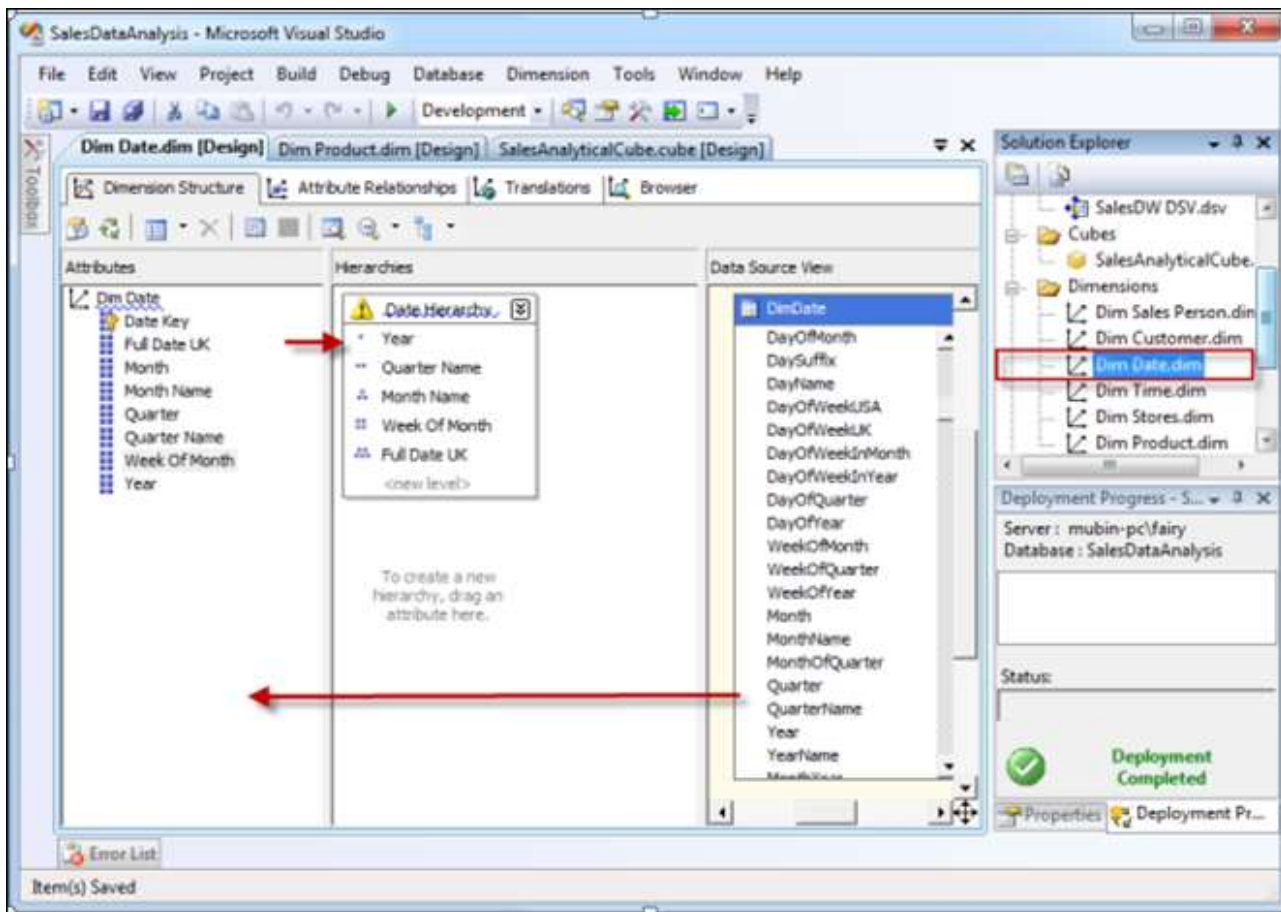 SalesDataAnalysis - Microsoft Visual Studio
File Edit View Project Build Debug Database Dimension Tools Window Help
Development
Toolbox
Dim Date.dim [Design] Dim Product.dim [Design] SalesAnalyticalCube.cube [Design]
Dimension Structure Attribute Relationships Translations Browser
Attributes
Dim Date
Date Key
Full Date UK
Month
Month Name
Quarter
Quarter Name
Week Of Month
Year
Hierarchies
Date Hierarchy
Year
Quarter Name
Month Name
Week Of Month
Full Date UK
<new level>
To create a new
hierarchy, drag an
attribute here.
Data Source View
DimDate
DayOfMonth
DaySuffix
DayName
DayOfWeekUSA
DayOfWeekUK
DayOfWeekInMonth
DayOfWeekInYear
DayOfQuarter
DayOfYear
WeekOfMonth
WeekOfQuarter
WeekOfYear
Month
MonthName
MonthOfQuarter
Quarter
QuarterName
Year
YearName
MonthYear
Solution Explorer
SalesDW DSV.dsv
Cubes
SalesAnalyticalCube.
Dimensions
Dim Sales Person.din
Dim Customer.dim
Dim Date.dim
Dim Time.dim
Dim Stores.dim
Dim Product.dim
Deployment Progress - S...
Server : mubin-pc\fairy
Database : SalesDataAnalysis
Status:
Deployment
Completed
Properties Deployment Pr...
Error List
Item(s) Saved